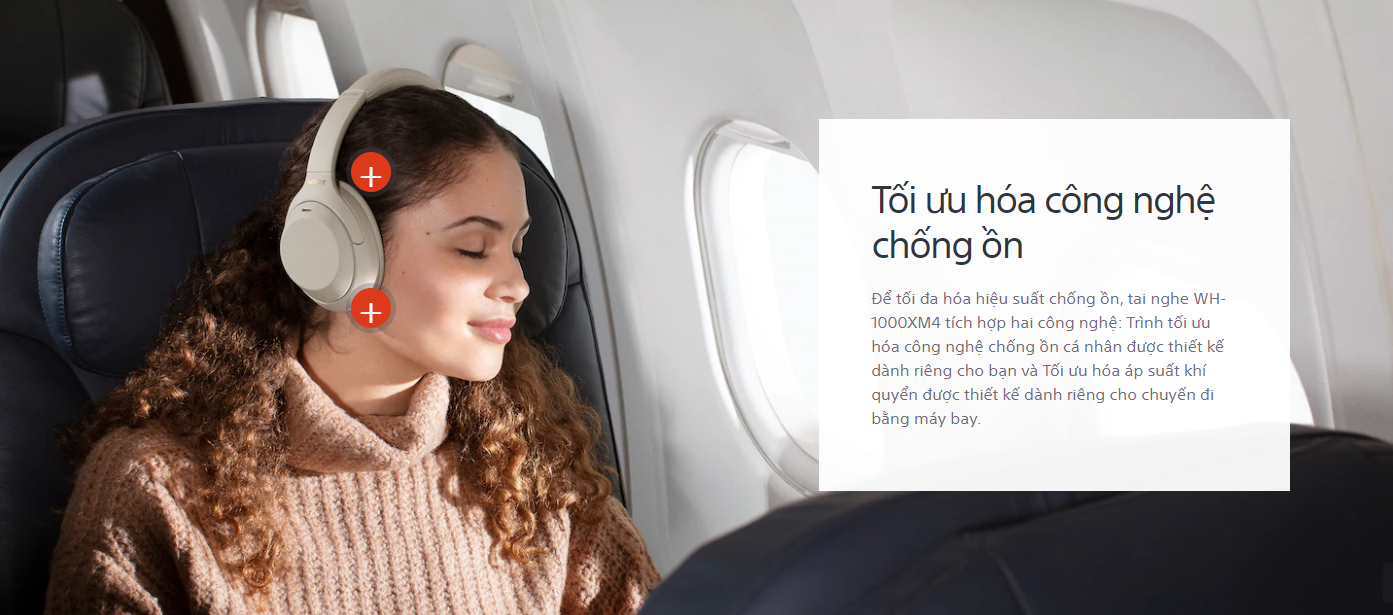 SONY
Tối ưu hóa công nghệ
chống ồn
Để tối đa hóa hiệu suất chống ồn, tai nghe WH-
1000XM4 tích hợp hai công nghệ: Trình tối ưu
hóa công nghệ chống ồn cá nhân được thiết kế
dành riêng cho bạn và Tối ưu hóa áp suất khí
quyển được thiết kế dành riêng cho chuyến đi
bằng máy bay.